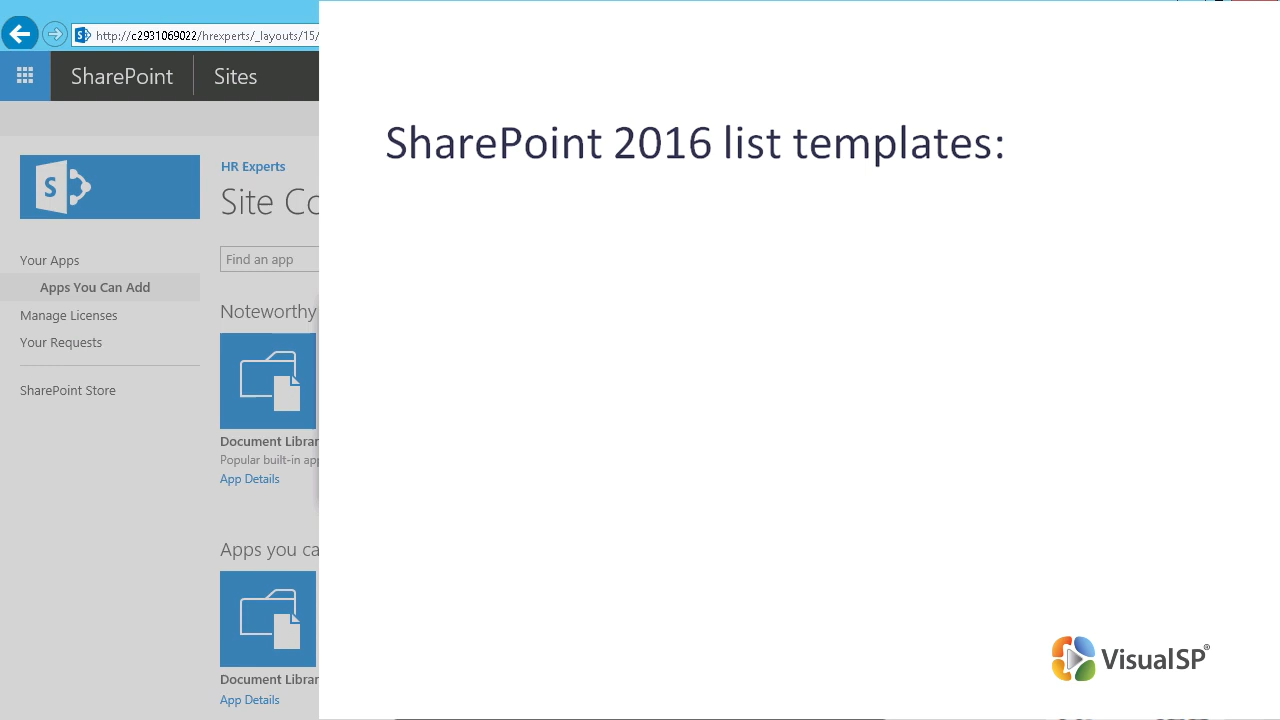 http://c2931069022/hrexperts/_layouts/15/
SharePoint
Sites
SharePoint 2016 list templates:
HR Experts
Site Co
Find an app
Your Apps
Apps You Can Add
Manage Licenses
Your Requests
SharePoint Store
Noteworthy
Document Librar
Popular built-in app
App Details
Apps you ca
Document Librar
App Details
S
VisualSP®